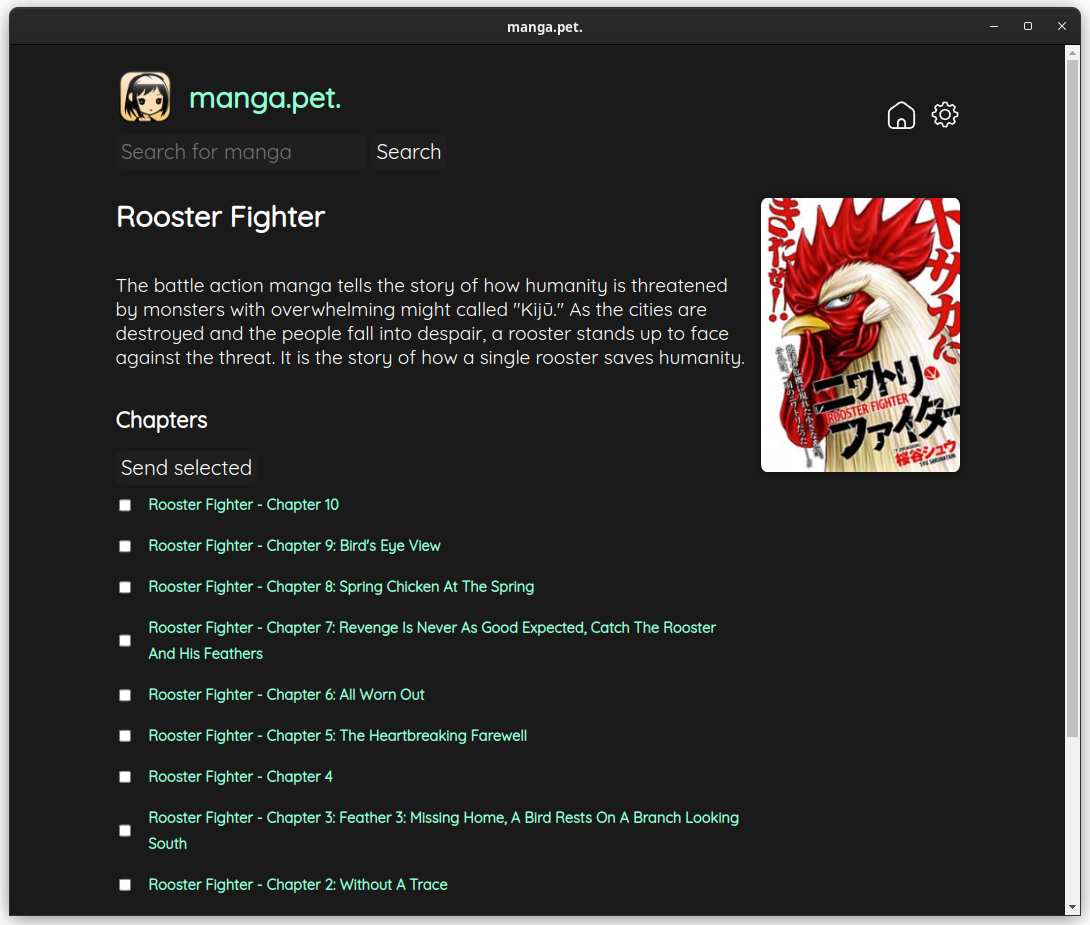 manga.pet.
manga.pet.
Search for manga
Search
Rooster Fighter
The battle action manga tells the story of how humanity is threatened
by monsters with overwhelming might called "Kijū." As the cities are
destroyed and the people fall into despair, a rooster stands up to face
against the threat. It is the story of how a single rooster saves humanity.
トサカに
きたぜ!!
ニワトリ
ROOSTER FIGHTER
ファイター
桜谷シュウ
SYU SAKURATANI
Chapters
Send selected
Rooster Fighter - Chapter 10
Rooster Fighter - Chapter 9: Bird's Eye View
Rooster Fighter - Chapter 8: Spring Chicken At The Spring
Rooster Fighter - Chapter 7: Revenge Is Never As Good Expected, Catch The Rooster
And His Feathers
Rooster Fighter - Chapter 6: All Worn Out
Rooster Fighter - Chapter 5: The Heartbreaking Farewell
Rooster Fighter - Chapter 4
Rooster Fighter - Chapter 3: Feather 3: Missing Home, A Bird Rests On A Branch Looking
South
Rooster Fighter - Chapter 2: Without A Trace